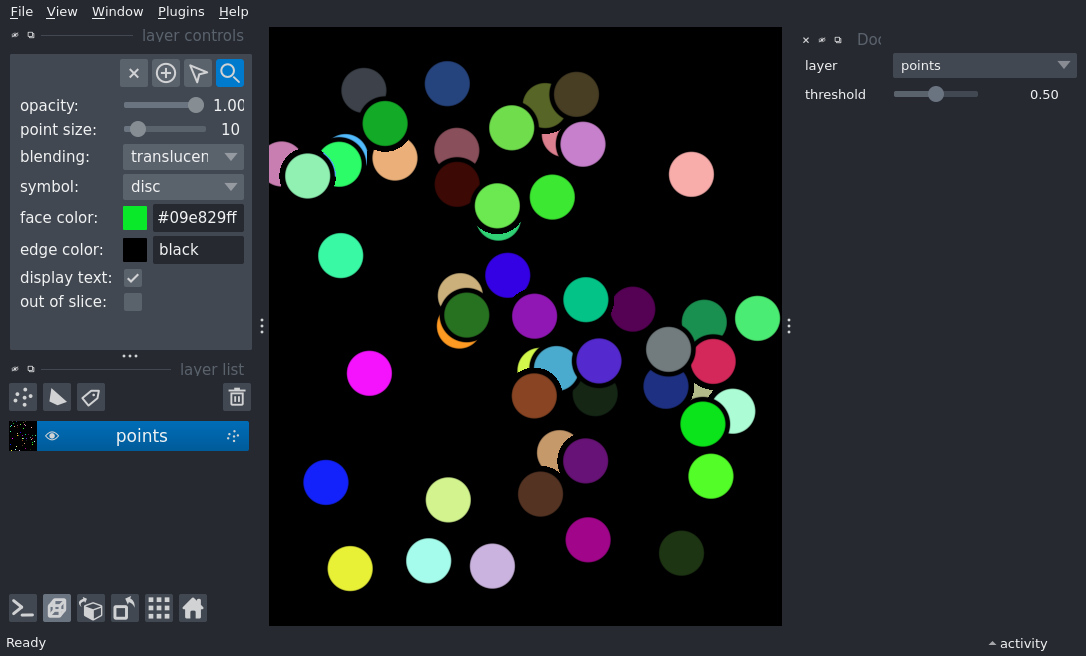 File View Window Plugins Help
layer controls
opacity: 1.00
point size: 10
blending: translucen
symbol: disc
face color: #09e829ff
edge color: black
display text:
out of slice:
layer list
points
Doc
layer points
threshold 0.50
Ready
activity